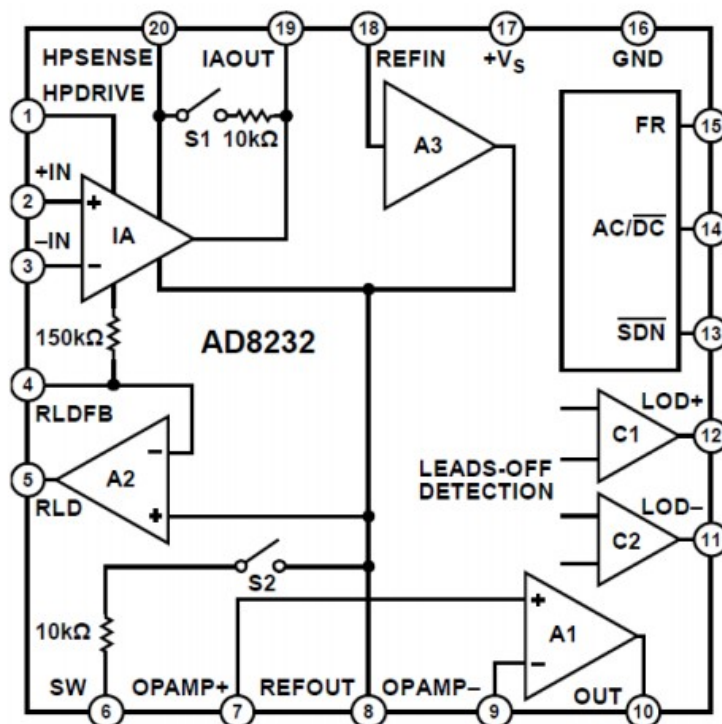 20
19
18
17
16
HPSENSE
IAOUT
REFIN
+VS
GND
HPDRIVE
1
S1
10kΩ
A3
FR
15
+IN
2
+
IA
AC/DC
14
–IN
3
–
150kΩ
AD8232
SDN
13
4
RLDFB
LOD+
12
–
C1
5
A2
RLD
LEADS-OFF
DETECTION
+
LOD–
11
S2
C2
10kΩ
+
A1
–
SW
OPAMP+
REFOUT
OPAMP–
OUT
6
7
8
9
10